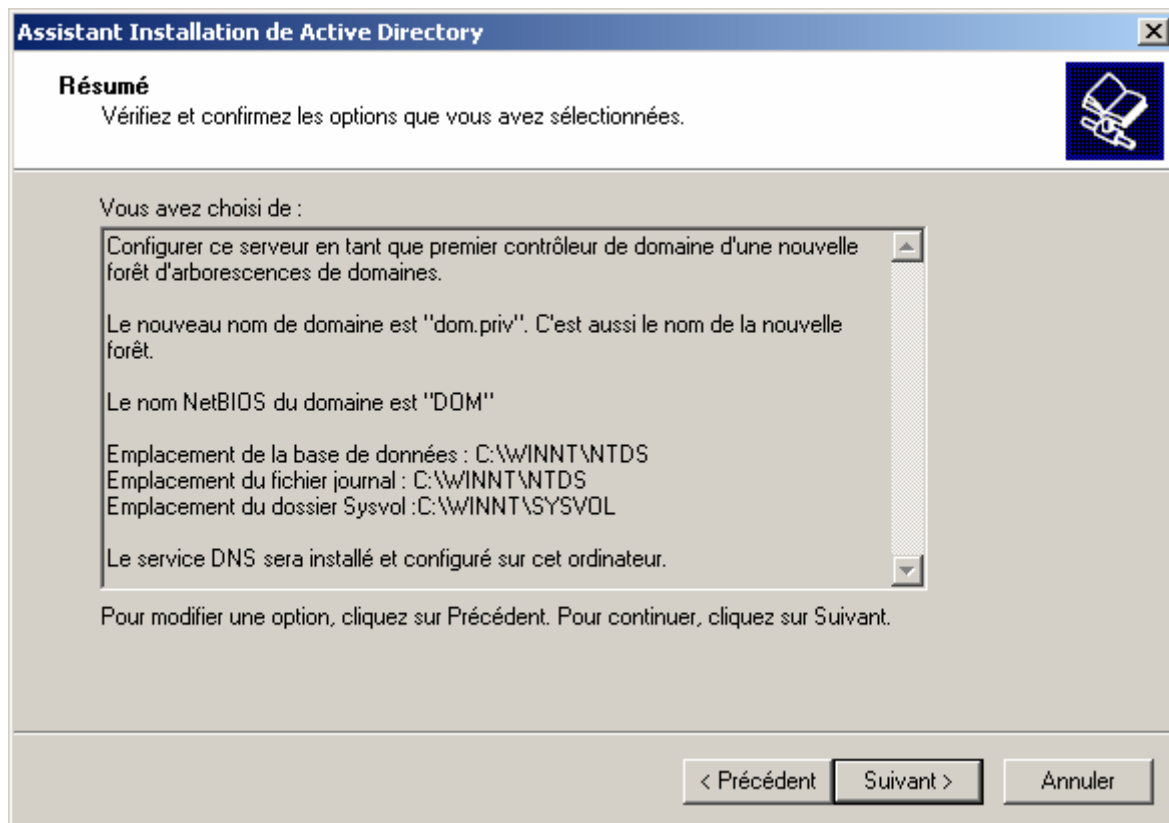 Assistant Installation de Active Directory
Résumé
Vérifiez et confirmez les options que vous avez sélectionnées.
Vous avez choisi de :
Configurer ce serveur en tant que premier contrôleur de domaine d'une nouvelle
forêt d'arborescences de domaines.
Le nouveau nom de domaine est "dom.priv". C'est aussi le nom de la nouvelle
forêt.
Le nom NetBIOS du domaine est "DOM"
Emplacement de la base de données : C:\WINNT\NTDS
Emplacement du fichier journal : C:\WINNT\NTDS
Emplacement du dossier Sysvol :C:\WINNT\SYSVOL
Le service DNS sera installé et configuré sur cet ordinateur.
Pour modifier une option, cliquez sur Précédent. Pour continuer, cliquez sur Suivant.
< Précédent Suivant > Annuler